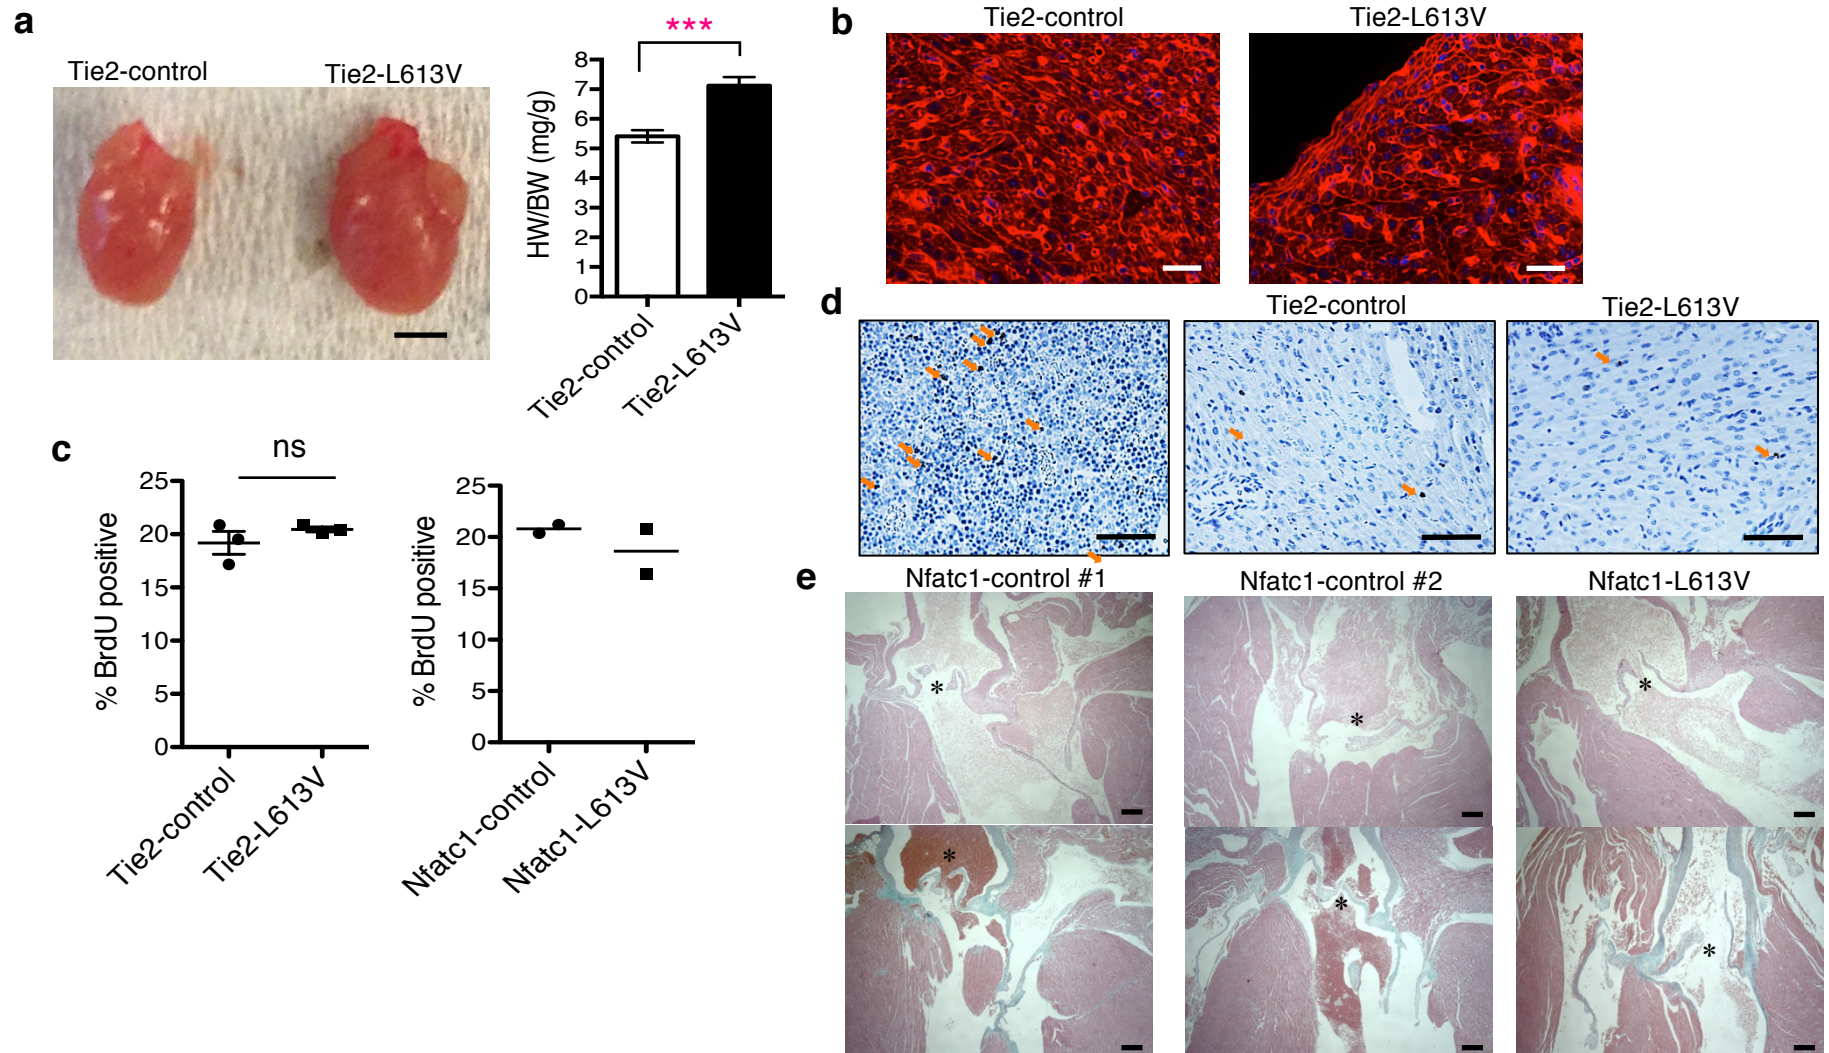 a
Tie2-control
Tie2-L613V
***
HW/BW (mg/g)
8
7
6
5
4
3
2
1
0
Tie2-control
Tie2-L613V
b
Tie2-control
Tie2-L613V
c
ns
% BrdU positive
25
20
15
10
5
0
Tie2-control
Tie2-L613V
% BrdU positive
25
20
15
10
5
0
Nfatc1-control
Nfatc1-L613V
d
Tie2-control
Tie2-L613V
e
Nfatc1-control #1
Nfatc1-control #2
Nfatc1-L613V
*
*
*
*
*
*